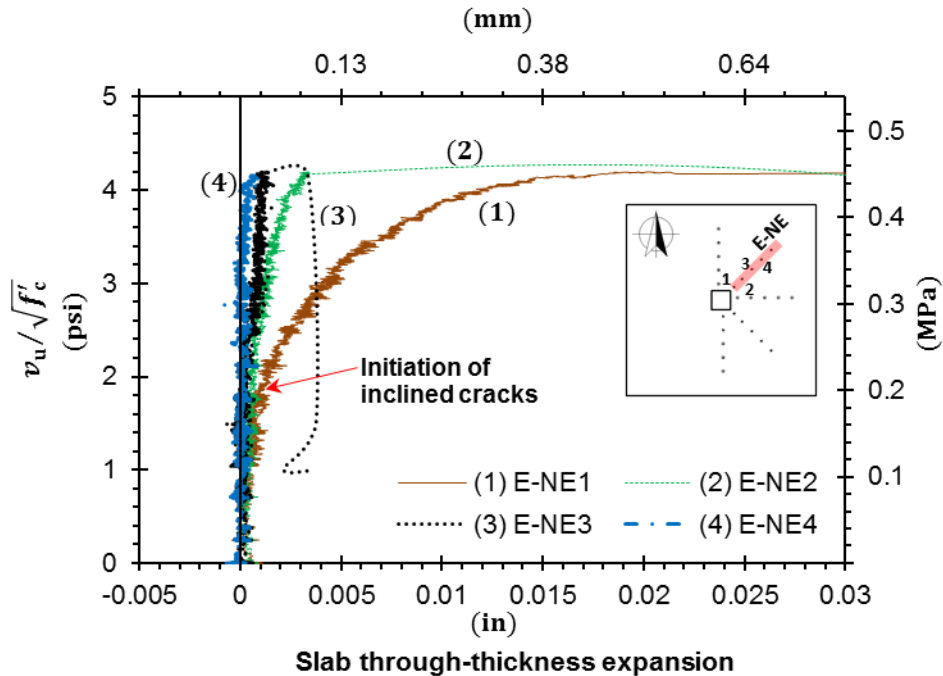 (mm)
0.13 0.38 0.64
5
4
3
2
1
0
v_u/√f'_c
(psi)
0.5
0.4
0.3
0.2
0.1
(MPa)
(4)
(2)
(3)
(1)
E-NE
3
4
1
2
Initiation of
inclined cracks
(1) E-NE1 (2) E-NE2
(3) E-NE3 (4) E-NE4
-0.005 0 0.005 0.01 0.015 0.02 0.025 0.03
(in)
Slab through-thickness expansion